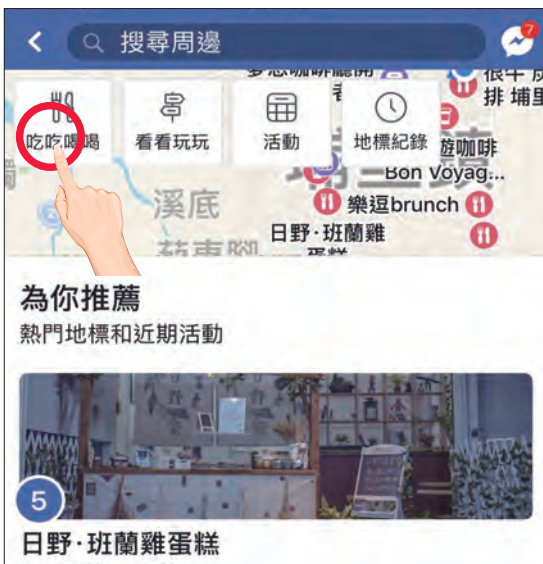 搜尋周邊
7
吃吃喝喝
看看玩玩
活動
地標紀錄
排 埔里
遊咖啡
Bon Voyag...
溪底
樂逗brunch
日野·班蘭雞
蛋糕
為你推薦
熱門地標和近期活動
5
日野·班蘭雞蛋糕